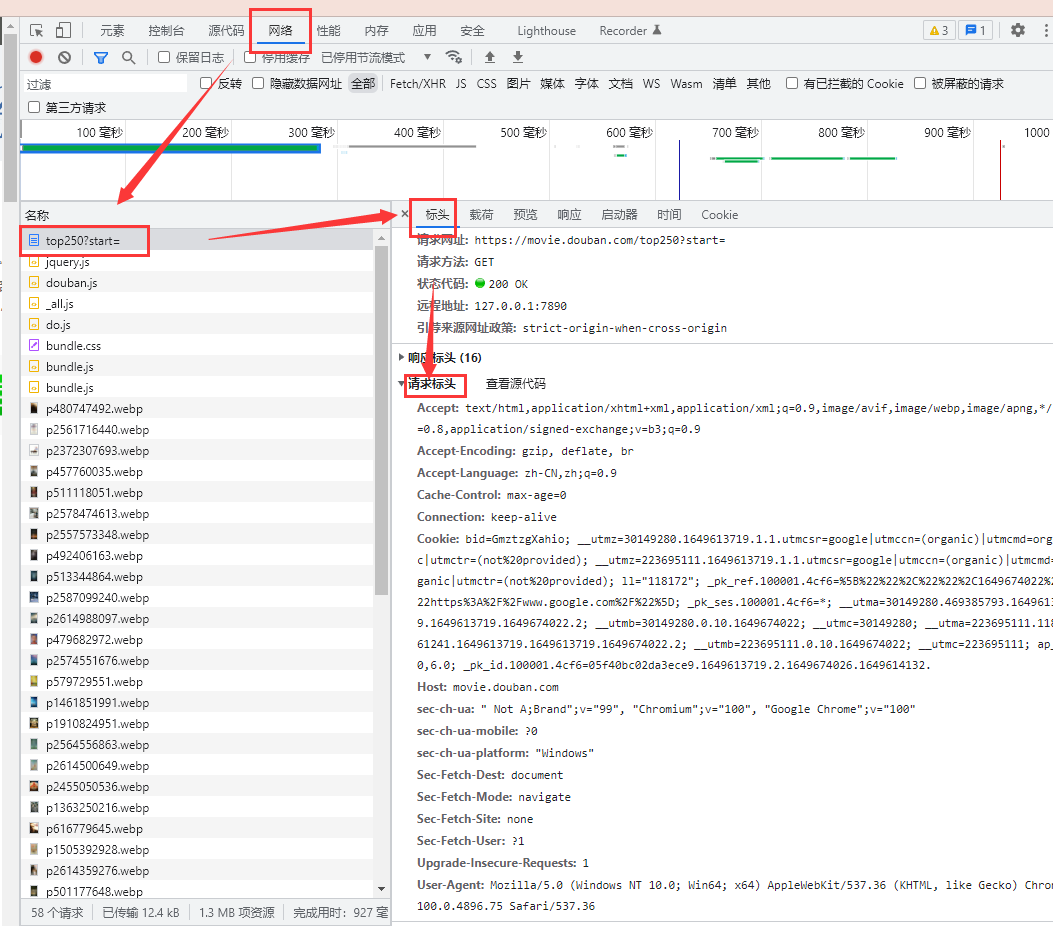 元素 控制台 源代码 网络 性能 内存 应用 安全 Lighthouse Recorder 3 1
保留日志 停用缓存 已停用节流模式
过滤 反转 隐藏数据网址 全部 Fetch/XHR JS CSS 图片 媒体 字体 文档 WS Wasm 清单 其他 有已拦截的 Cookie 被屏蔽的请求
第三方请求
100 毫秒 200 毫秒 300 毫秒 400 毫秒 500 毫秒 600 毫秒 700 毫秒 800 毫秒 900 毫秒 1000
名称
top250?start=
jquery.js
douban.js
_all.js
do.js
bundle.css
bundle.js
bundle.js
p480747492.webp
p2561716440.webp
p2372307693.webp
p457760035.webp
p511118051.webp
p2578474613.webp
p2557573348.webp
p492406163.webp
p513344864.webp
p2587099240.webp
p2614988097.webp
p479682972.webp
p2574551676.webp
p579729551.webp
p1461851991.webp
p1910824951.webp
p2564556863.webp
p2614500649.webp
p2455050536.webp
p1363250216.webp
p616779645.webp
p1505392928.webp
p2614359276.webp
p501177648.webp
58 个请求 已传输 12.4 kB 1.3 MB 项资源 完成用时： 927 毫
× 标头 载荷 预览 响应 启动器 时间 Cookie
请求网址: https://movie.douban.com/top250?start=
请求方法: GET
状态代码: 200 OK
远程地址: 127.0.0.1:7890
引荐来源网址政策: strict-origin-when-cross-origin
响应标头 (16)
请求标头 查看源代码
Accept: text/html,application/xhtml+xml,application/xml;q=0.9,image/avif,image/webp,image/apng,*/
=0.8,application/signed-exchange;v=b3;q=0.9
Accept-Encoding: gzip, deflate, br
Accept-Language: zh-CN,zh;q=0.9
Cache-Control: max-age=0
Connection: keep-alive
Cookie: bid=GmztzgXahio; __utmz=30149280.1649613719.1.1.utmcsr=google|utmccn=(organic)|utmcmd=org
c|utmctr=(not%20provided); __utmz=223695111.1649613719.1.1.utmcsr=google|utmccn=(organic)|utmcmd=
ganic|utmctr=(not%20provided); ll="118172"; _pk_ref.100001.4cf6=%5B%22%22%2C%22%22%2C1649674022%
22https%3A%2F%2Fwww.google.com%2F%22%5D; _pk_ses.100001.4cf6=*; __utma=30149280.469385793.1649613
9.1649613719.1649674022.2; __utmb=30149280.0.10.1649674022; __utmc=30149280; __utma=223695111.118
61241.1649613719.1649613719.1649674022.2; __utmb=223695111.0.10.1649674022; __utmc=223695111; ap_
0,6.0; _pk_id.100001.4cf6=05f40bc02da3ece9.1649613719.2.1649674026.1649614132.
Host: movie.douban.com
sec-ch-ua: " Not A;Brand";v="99", "Chromium";v="100", "Google Chrome";v="100"
sec-ch-ua-mobile: ?0
sec-ch-ua-platform: "Windows"
Sec-Fetch-Dest: document
Sec-Fetch-Mode: navigate
Sec-Fetch-Site: none
Sec-Fetch-User: ?1
Upgrade-Insecure-Requests: 1
User-Agent: Mozilla/5.0 (Windows NT 10.0; Win64; x64) AppleWebKit/537.36 (KHTML, like Gecko) Chro
100.0.4896.75 Safari/537.36